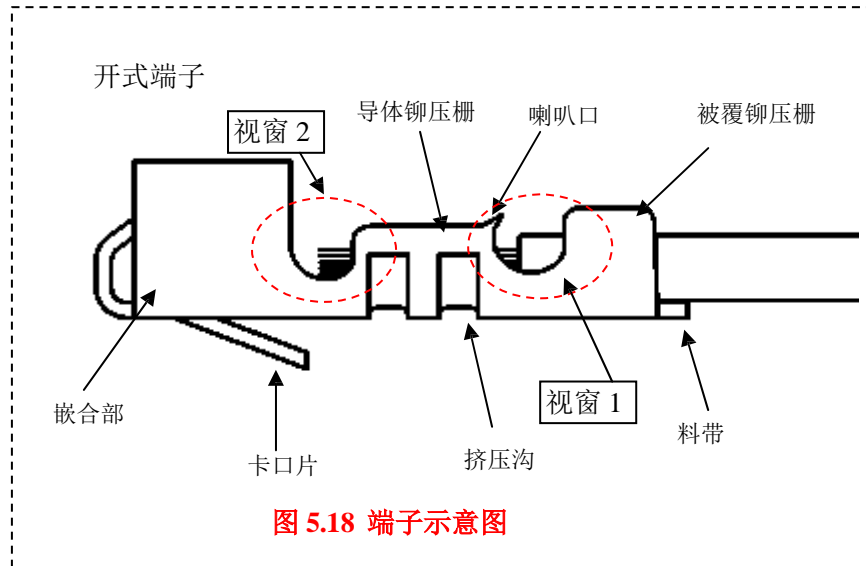 开式端子
视窗 2
导体铆压栅
喇叭口
被覆铆压栅
嵌合部
卡口片
挤压沟
视窗 1
料带
图 5.18 端子示意图